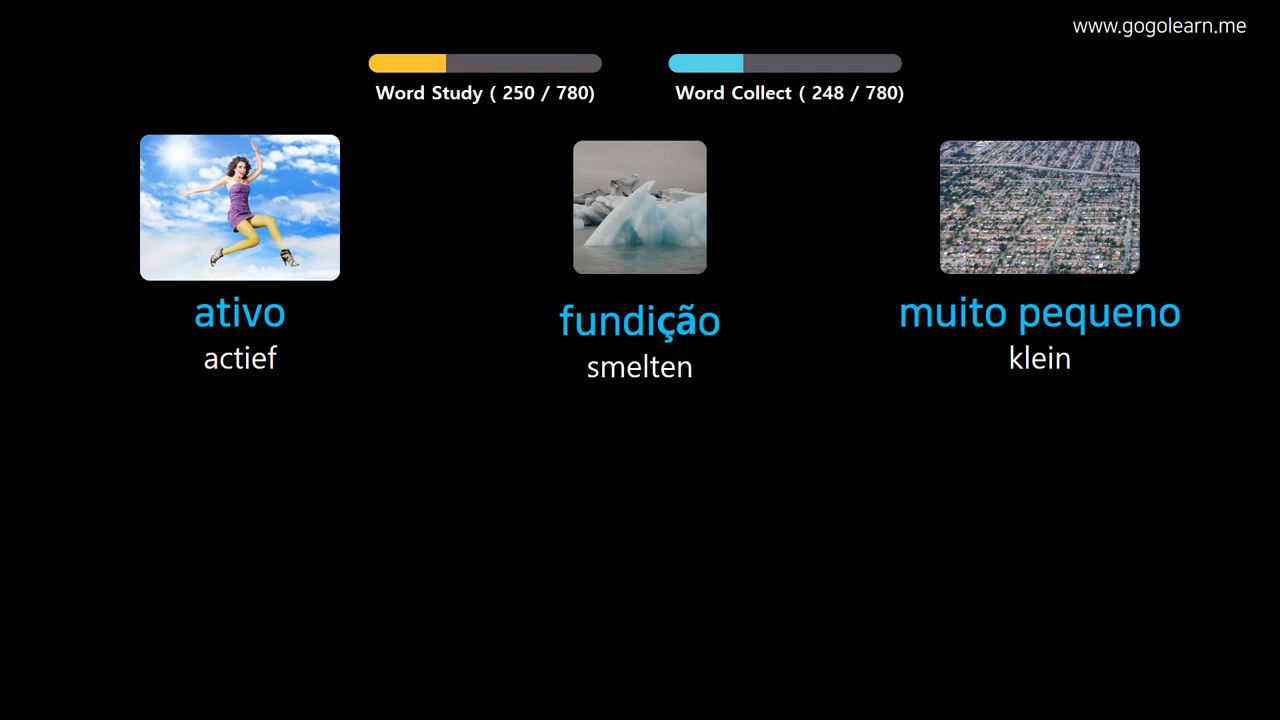 www.gogolearn.me
Word Study ( 250 / 780)
Word Collect ( 248 / 780)
ativo
actief
fundição
smelten
muito pequeno
klein